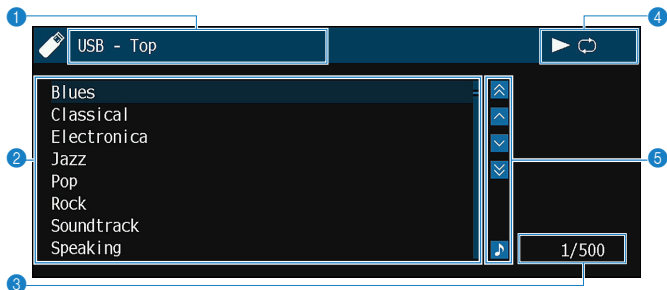 1
4
USB - Top
Blues
Classical
Electronica
Jazz
Pop
Rock
Soundtrack
Speaking
2
5
1/500
3